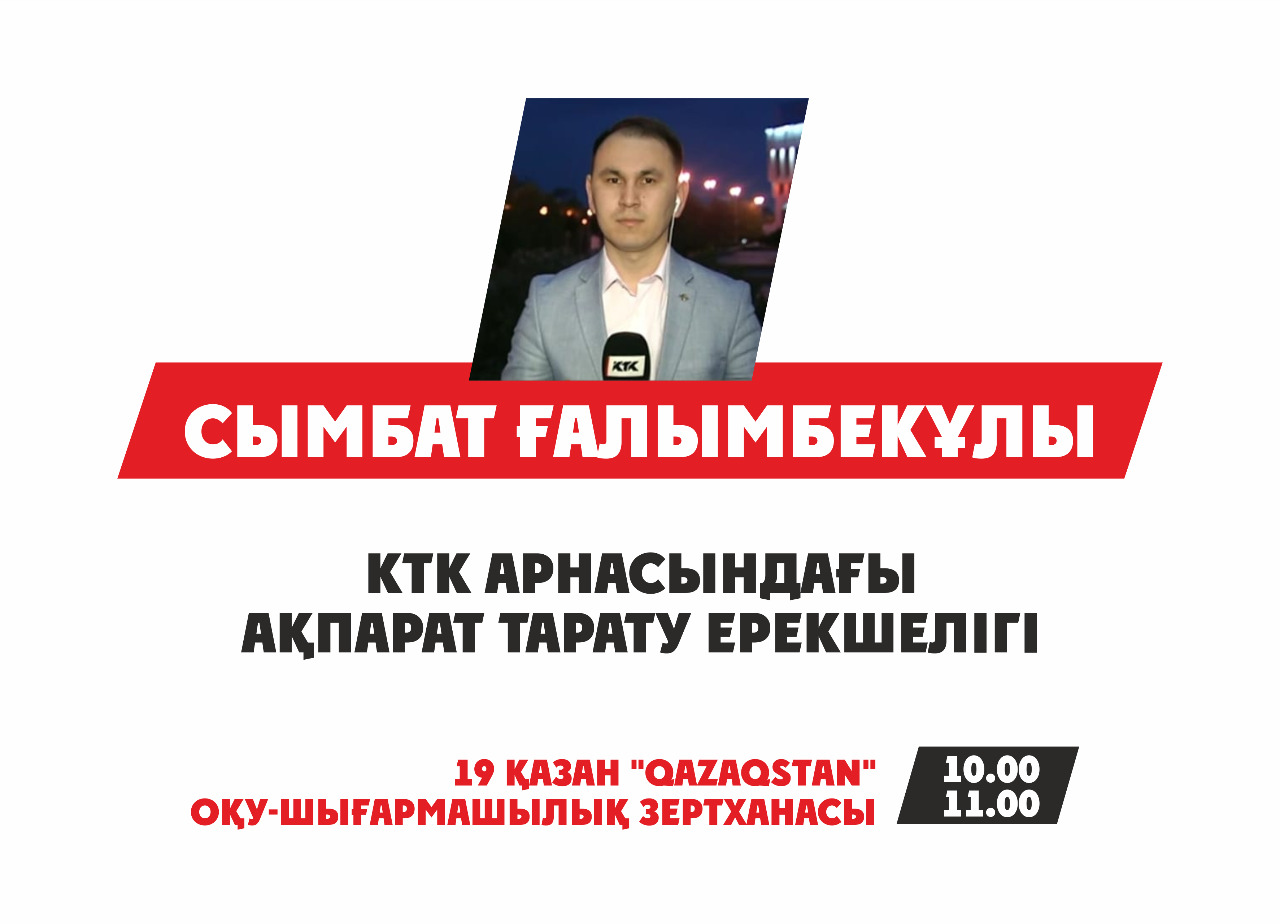 КТК
СЫМБАТ ҒАЛЫМБЕКҰЛЫ
КТК АРНАСЫНДАҒЫ
АҚПАРАТ ТАРАТУ ЕРЕКШЕЛІГІ
19 ҚАЗАН "QAZAQSTAN"
ОҚУ-ШЫҒАРМАШЫЛЫҚ ЗЕРТХАНАСЫ
10.00
11.00